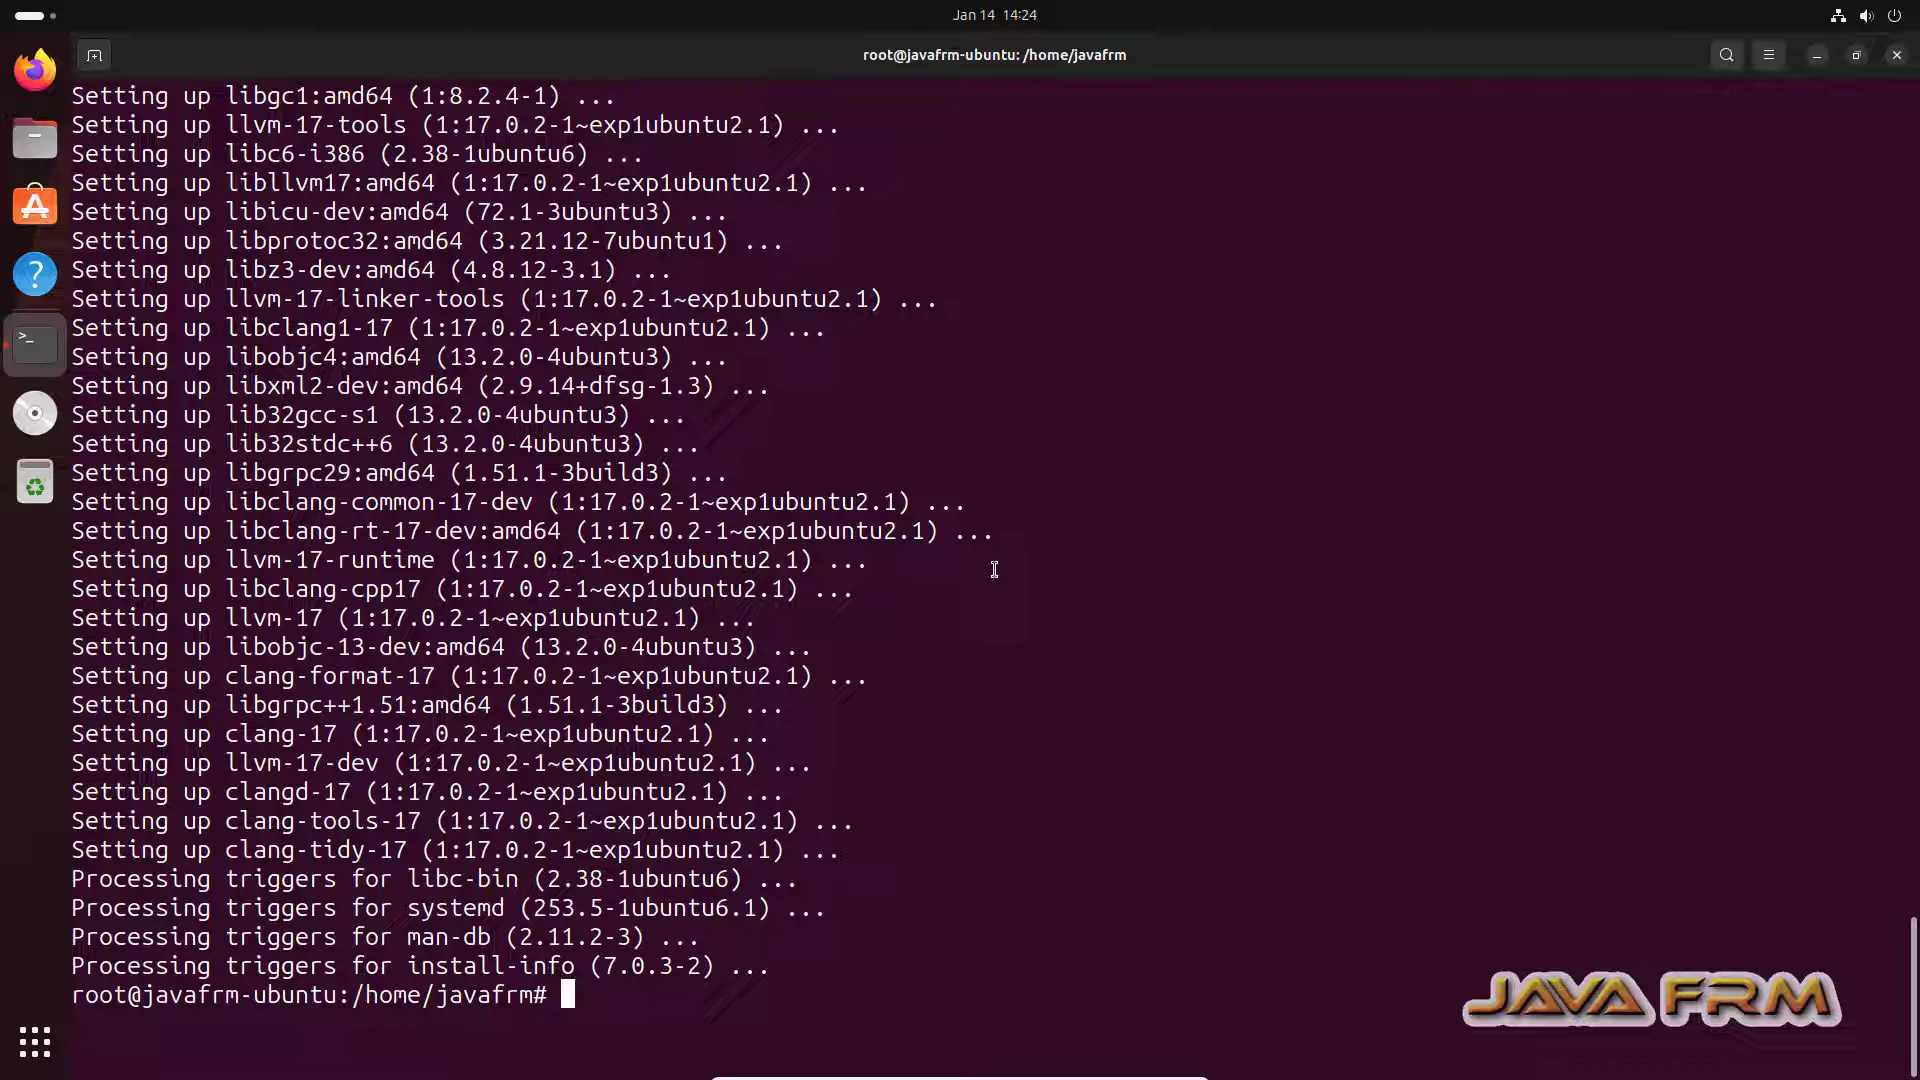 Jan 14 14:24
root@javafrm-ubuntu: /home/javafrm
Setting up libgc1:amd64 (1:8.2.4-1) ...
Setting up llvm-17-tools (1:17.0.2-1~exp1ubuntu2.1) ...
Setting up libc6-i386 (2.38-1ubuntu6) ...
Setting up libllvm17:amd64 (1:17.0.2-1~exp1ubuntu2.1) ...
Setting up libicu-dev:amd64 (72.1-3ubuntu3) ...
Setting up libprotoc32:amd64 (3.21.12-7ubuntu1) ...
Setting up libz3-dev:amd64 (4.8.12-3.1) ...
Setting up llvm-17-linker-tools (1:17.0.2-1~exp1ubuntu2.1) ...
Setting up libclang1-17 (1:17.0.2-1~exp1ubuntu2.1) ...
Setting up libobjc4:amd64 (13.2.0-4ubuntu3) ...
Setting up libxml2-dev:amd64 (2.9.14+dfsg-1.3) ...
Setting up lib32gcc-s1 (13.2.0-4ubuntu3) ...
Setting up lib32stdc++6 (13.2.0-4ubuntu3) ...
Setting up libgrpc29:amd64 (1.51.1-3build3) ...
Setting up libclang-common-17-dev (1:17.0.2-1~exp1ubuntu2.1) ...
Setting up libclang-rt-17-dev:amd64 (1:17.0.2-1~exp1ubuntu2.1) ...
Setting up llvm-17-runtime (1:17.0.2-1~exp1ubuntu2.1) ...
Setting up libclang-cpp17 (1:17.0.2-1~exp1ubuntu2.1) ...
Setting up llvm-17 (1:17.0.2-1~exp1ubuntu2.1) ...
Setting up libobjc-13-dev:amd64 (13.2.0-4ubuntu3) ...
Setting up clang-format-17 (1:17.0.2-1~exp1ubuntu2.1) ...
Setting up libgrpc++1.51:amd64 (1.51.1-3build3) ...
Setting up clang-17 (1:17.0.2-1~exp1ubuntu2.1) ...
Setting up llvm-17-dev (1:17.0.2-1~exp1ubuntu2.1) ...
Setting up clangd-17 (1:17.0.2-1~exp1ubuntu2.1) ...
Setting up clang-tools-17 (1:17.0.2-1~exp1ubuntu2.1) ...
Setting up clang-tidy-17 (1:17.0.2-1~exp1ubuntu2.1) ...
Processing triggers for libc-bin (2.38-1ubuntu6) ...
Processing triggers for systemd (253.5-1ubuntu6.1) ...
Processing triggers for man-db (2.11.2-3) ...
Processing triggers for install-info (7.0.3-2) ...
root@javafrm-ubuntu:/home/javafrm#
JAVA FRM